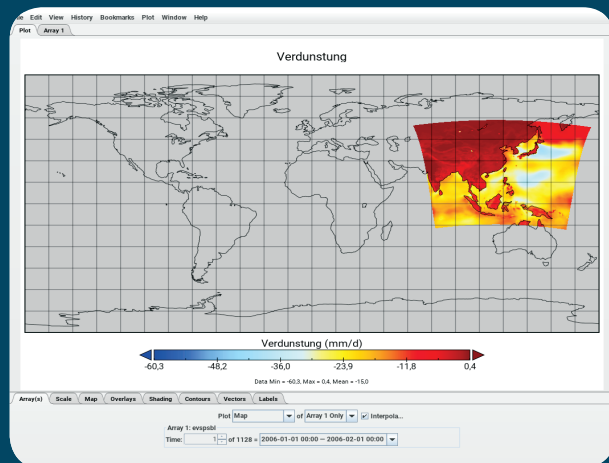 Edit View History Bookmarks Plot Window Help
Plot Array 1
Verdunstung
Verdunstung (mm/d)
-60,3 -48,2 -36,0 -23,9 -11,8 0,4
Data Min = -60,3, Max = 0,4, Mean = -15,0
Array(s) Scale Map Overlays Shading Contours Vectors Labels
Plot Map of Array 1 Only Interpola...
Array 1: evspsbl
Time: 1 of 1128 = 2006-01-01 00:00 — 2006-02-01 00:00